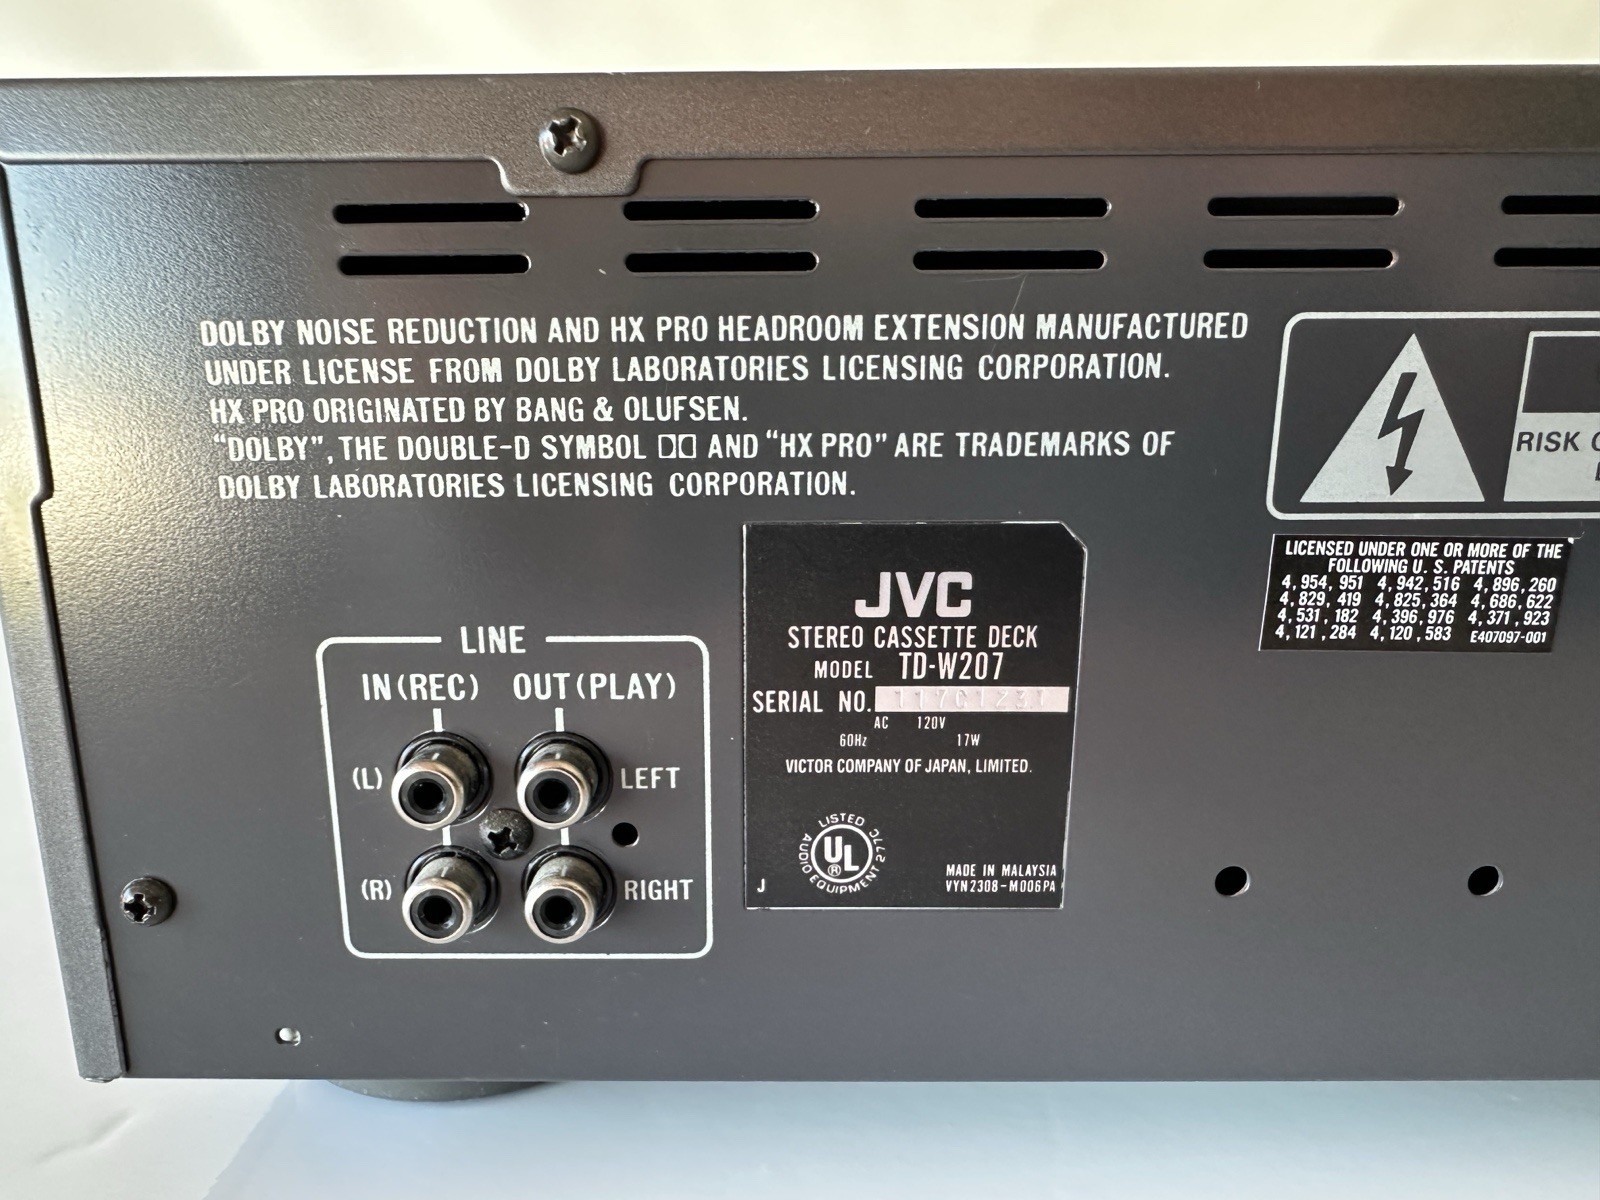 DOLBY NOISE REDUCTION AND HX PRO HEADROOM EXTENSION MANUFACTURED
UNDER LICENSE FROM DOLBY LABORATORIES LICENSING CORPORATION.
HX PRO ORIGINATED BY BANG & OLUFSEN.
“DOLBY”, THE DOUBLE-D SYMBOL AND “HX PRO” ARE TRADEMARKS OF
DOLBY LABORATORIES LICENSING CORPORATION.
RISK
LICENSED UNDER ONE OR MORE OF THE
FOLLOWING U. S. PATENTS
4,954,951 4,942,516 4,896,260
4,829,419 4,825,364 4,686,622
4,531,182 4,396,976 4,371,923
4,121,284 4,120,583 E407097-001
LINE
IN (REC) OUT (PLAY)
(L) LEFT
(R) RIGHT
JVC
STEREO CASSETTE DECK
MODEL TD-W207
SERIAL NO.
AC 120V
60Hz 17W
VICTOR COMPANY OF JAPAN, LIMITED.
LISTED
UL
®
AUDIO EQUIPMENT 277C
J
MADE IN MALAYSIA
VYN2308-M006PA